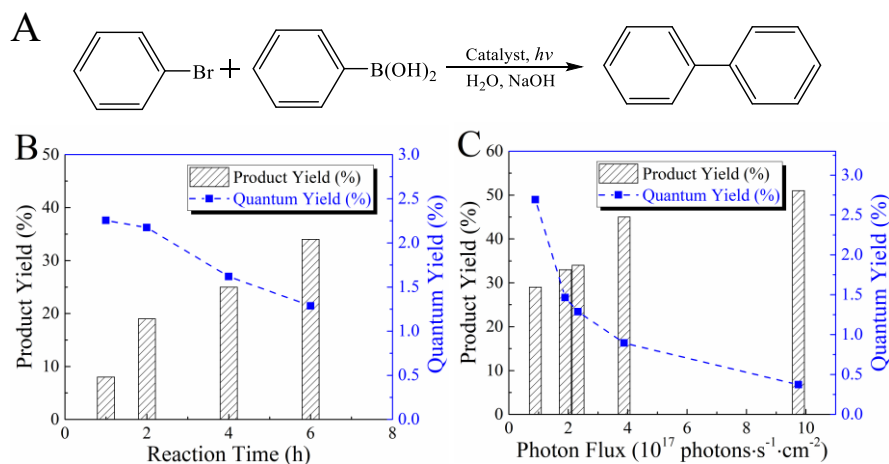 A
Br
+
B(OH)₂
Catalyst, hv
H₂O, NaOH
B
Product Yield (%)
Quantum Yield (%)
50
40
30
20
10
0
Product Yield (%)
3.0
2.5
2.0
1.5
1.0
0.5
0.0
Quantum Yield (%)
0 2 4 6 8
Reaction Time (h)
C
Product Yield (%)
Quantum Yield (%)
60
50
40
30
20
10
0
Product Yield (%)
3.0
2.5
2.0
1.5
1.0
0.5
0.0
Quantum Yield (%)
0 2 4 6 8 10
Photon Flux (10¹⁷ photons·s⁻¹·cm⁻²)